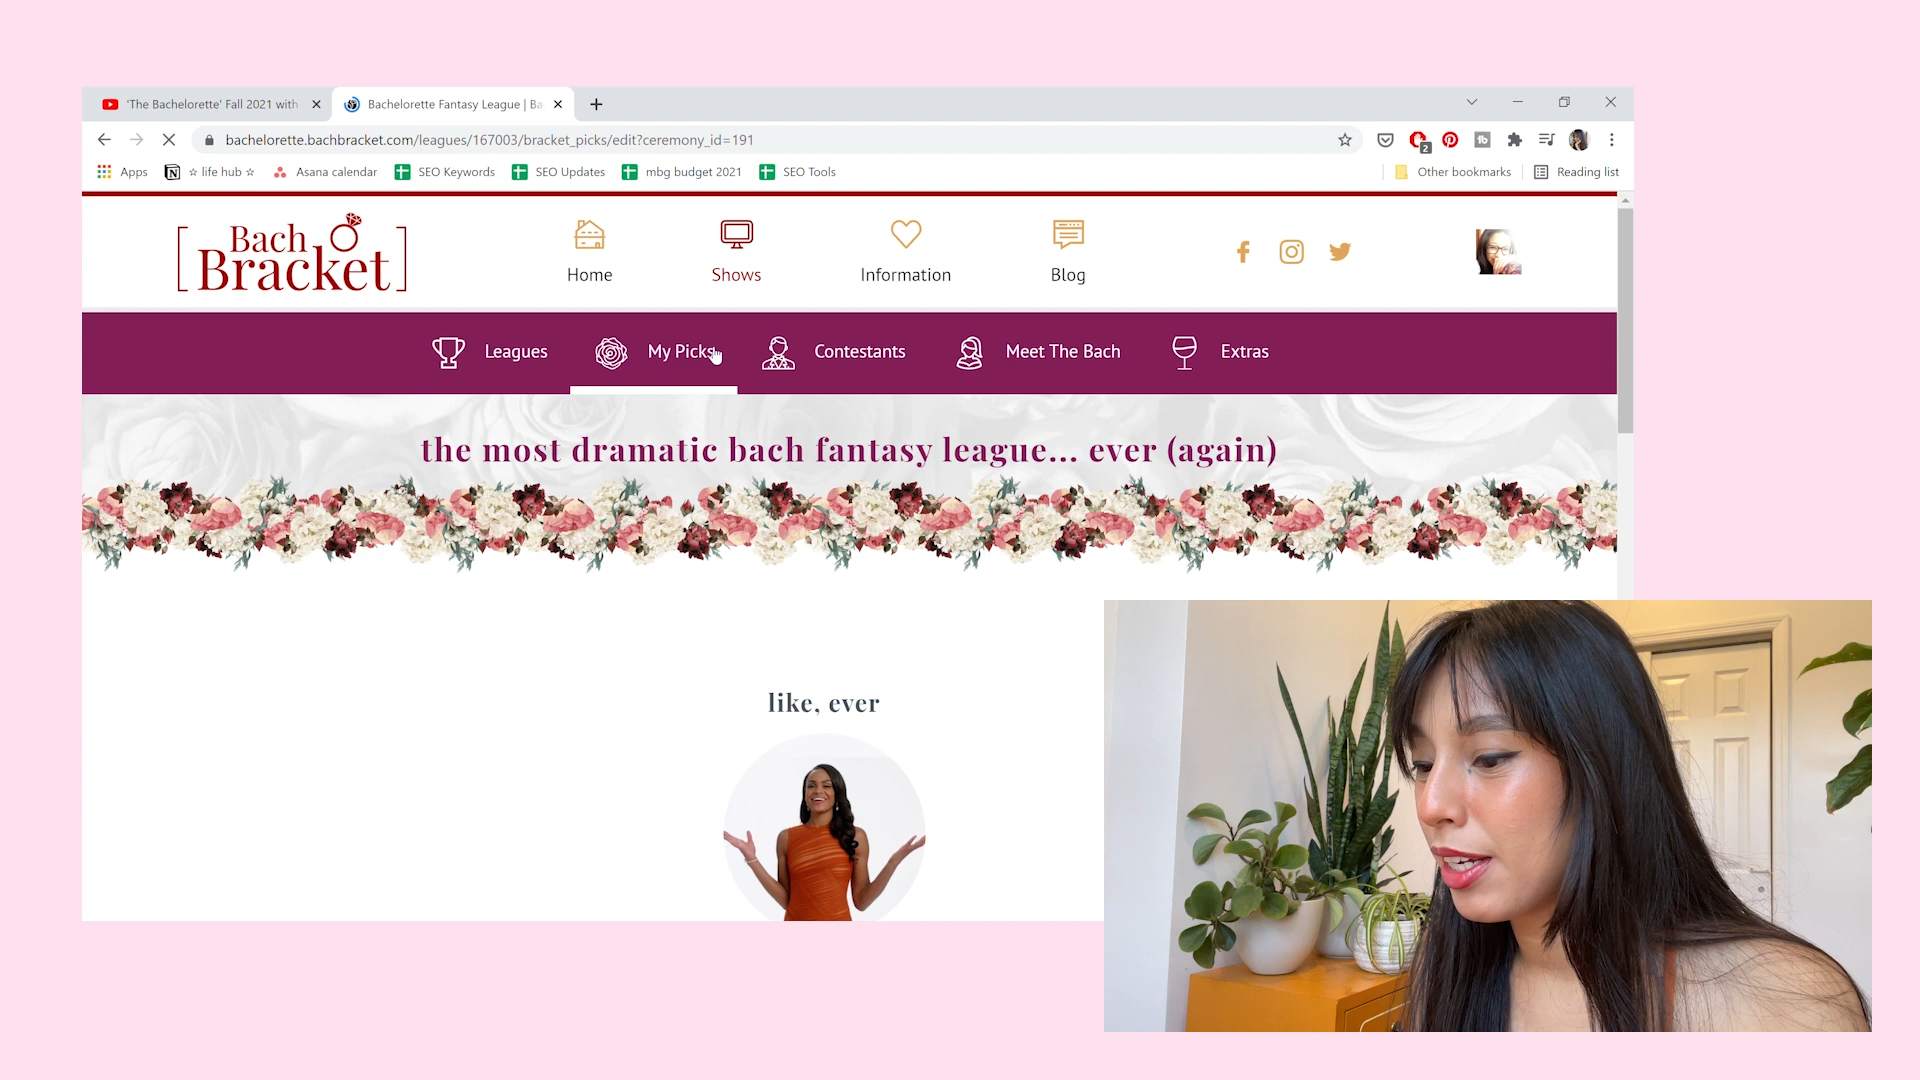 'The Bachelorette' Fall 2021 with
Bachelorette Fantasy League | Ba
bachelorette.bachbracket.com/leagues/167003/bracket_picks/edit?ceremony_id=191
2
Apps
☆ life hub ☆
Asana calendar
SEO Keywords
SEO Updates
mbg budget 2021
SEO Tools
Other bookmarks
Reading list
[Bach
Bracket]
Home
Shows
Information
Blog
Leagues
My Picks
Contestants
Meet The Bach
Extras
the most dramatic bach fantasy league... ever (again)
like, ever